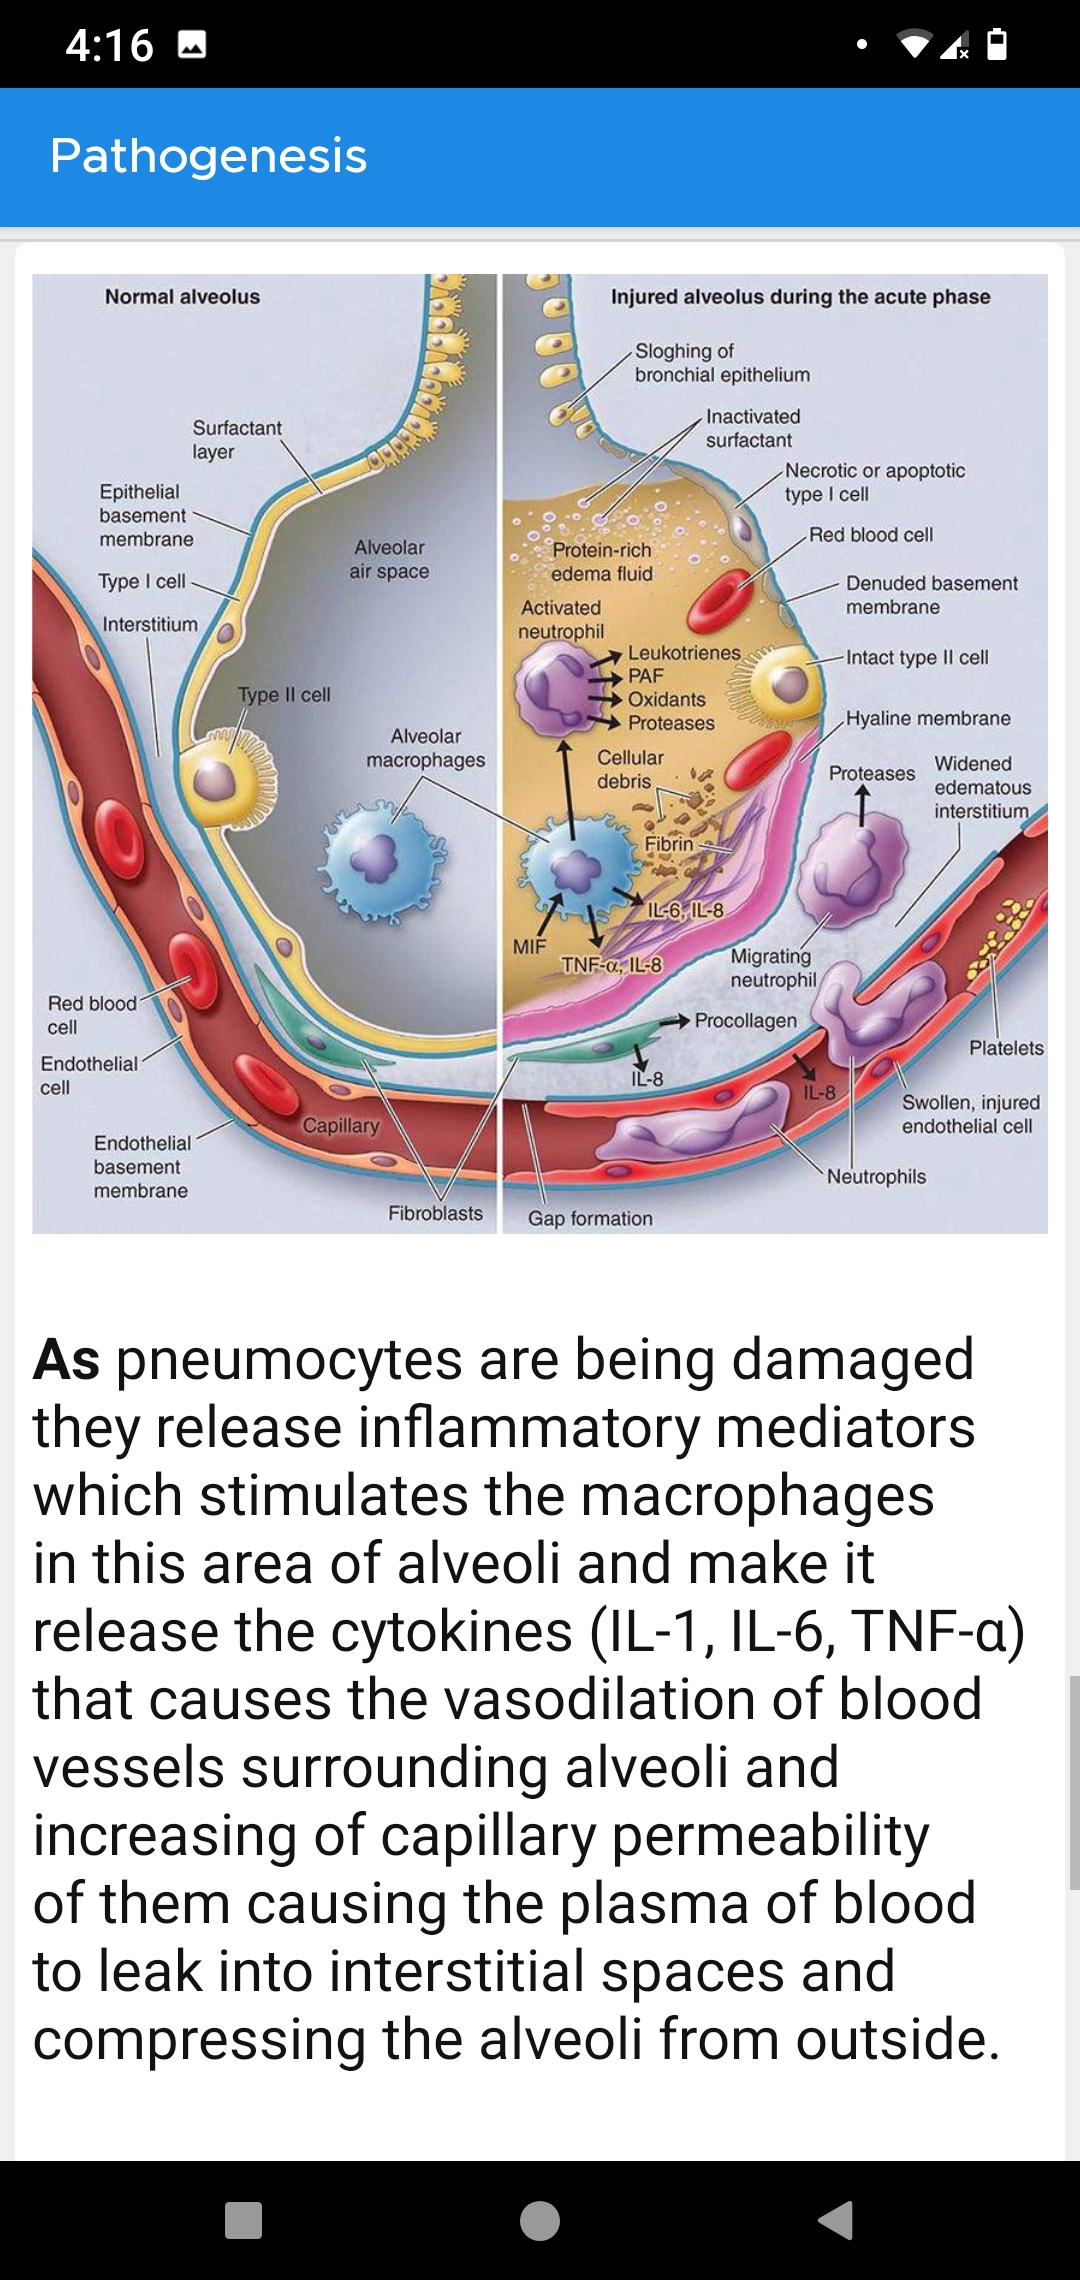 4:16
Pathogenesis
Normal alveolus
Injured alveolus during the acute phase
Sloghing of
bronchial epithelium
Inactivated
surfactant
Surfactant
layer
Necrotic or apoptotic
type I cell
Epithelial
basement
membrane
Red blood cell
Alveolar
air space
Protein-rich
edema fluid
Type I cell
Denuded basement
membrane
Interstitium
Activated
neutrophil
Leukotrienes
PAF
Oxidants
Proteases
Intact type II cell
Type II cell
Hyaline membrane
Alveolar
macrophages
Cellular
debris
Proteases
Widened
edematous
interstitium
Fibrin
IL-6, IL-8
MIF
TNF-α, IL-8
Migrating
neutrophil
Red blood
cell
Procollagen
Endothelial
cell
IL-8
IL-8
Platelets
Swollen, injured
endothelial cell
Capillary
Endothelial
basement
membrane
Neutrophils
Fibroblasts
Gap formation
As pneumocytes are being damaged
they release inflammatory mediators
which stimulates the macrophages
in this area of alveoli and make it
release the cytokines (IL-1, IL-6, TNF-α)
that causes the vasodilation of blood
vessels surrounding alveoli and
increasing of capillary permeability
of them causing the plasma of blood
to leak into interstitial spaces and
compressing the alveoli from outside.